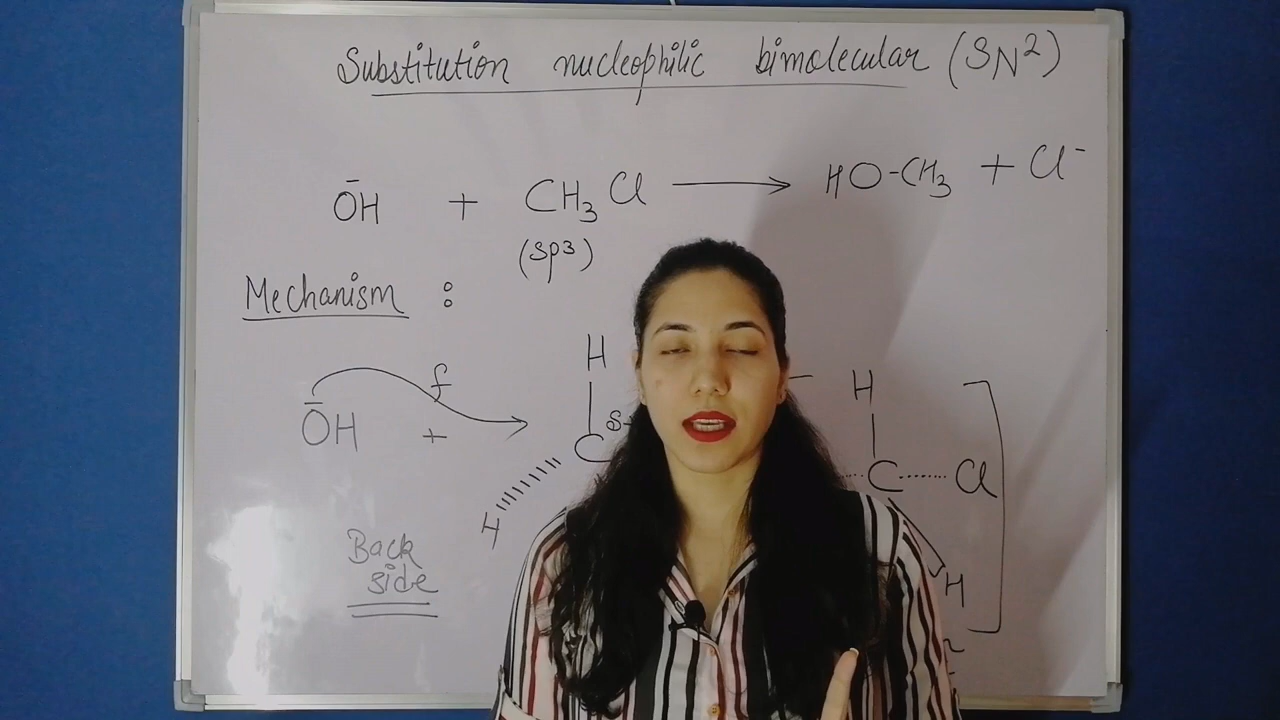 Substitution nucleophilic bimolecular (SN²)
ŌH + CH₃Cl ⟶ HO-CH₃ + Cl⁻
(sp³)
Mechanism :
H H
ŌH + f C C Cl
H H
Back
side